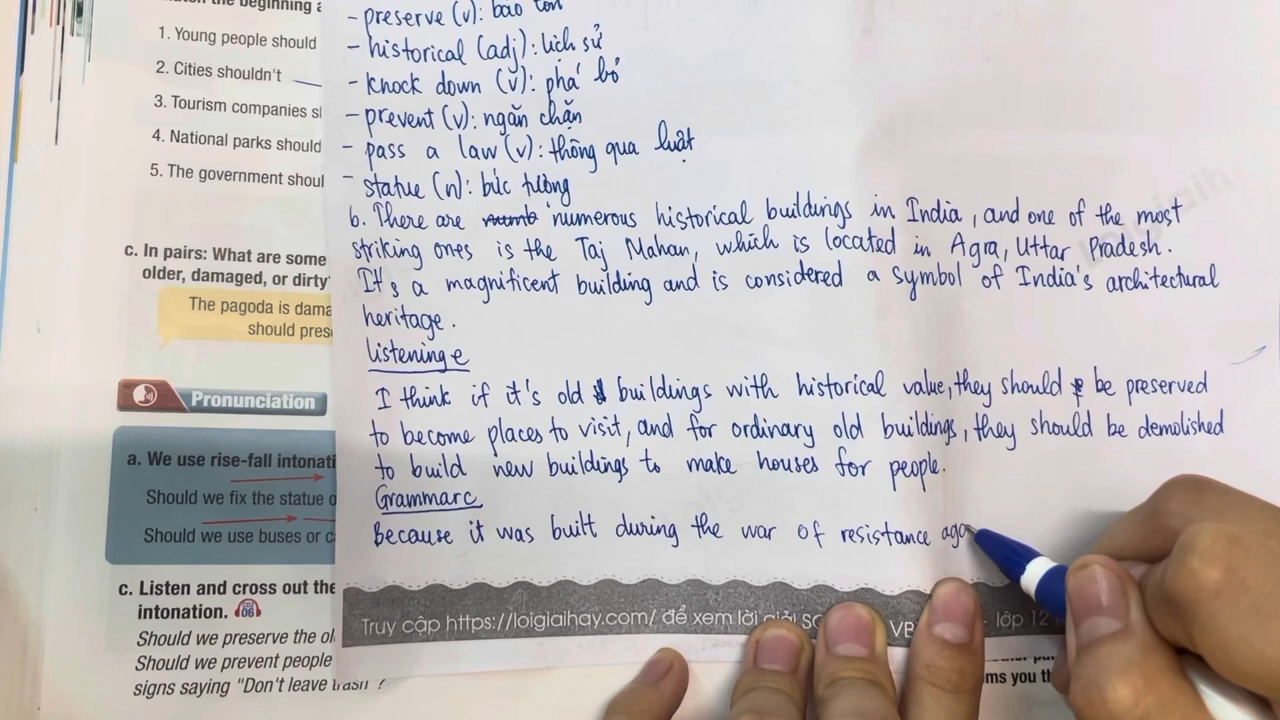 the beginning a
1. Young people should
2. Cities shouldn't
3. Tourism companies sl
4. National parks should
5. The government shoul
c. In pairs: What are some
older, damaged, or dirty
The pagoda is dama
should pres
Pronunciation
a. We use rise-fall intonati
Should we fix the statue o
Should we use buses or c
c. Listen and cross out the
intonation.
Should we preserve the ol
Should we prevent people
signs saying "Don't leave trash"?
- preserve (v): bảo tồn
- historical (adj): lịch sử
- knock down (v): phá bỏ
- prevent (v): ngăn chặn
- pass a law (v): thông qua luật
- statue (n): bức tượng
b. There are numerous historical buildings in India, and one of the most
striking ones is the Taj Mahan, which is located in Agra, Uttar Pradesh.
It's a magnificent building and is considered a symbol of India's architectural
heritage.
Listening e
I think if it's old buildings with historical value, they should be preserved
to become places to visit, and for ordinary old buildings, they should be demolished
to build new buildings to make houses for people.
Grammar c
Because it was built during the war of resistance aga
Truy cập https://loigiaihay.com/ để xem lời giải SG VB - lớp 12
ms you th